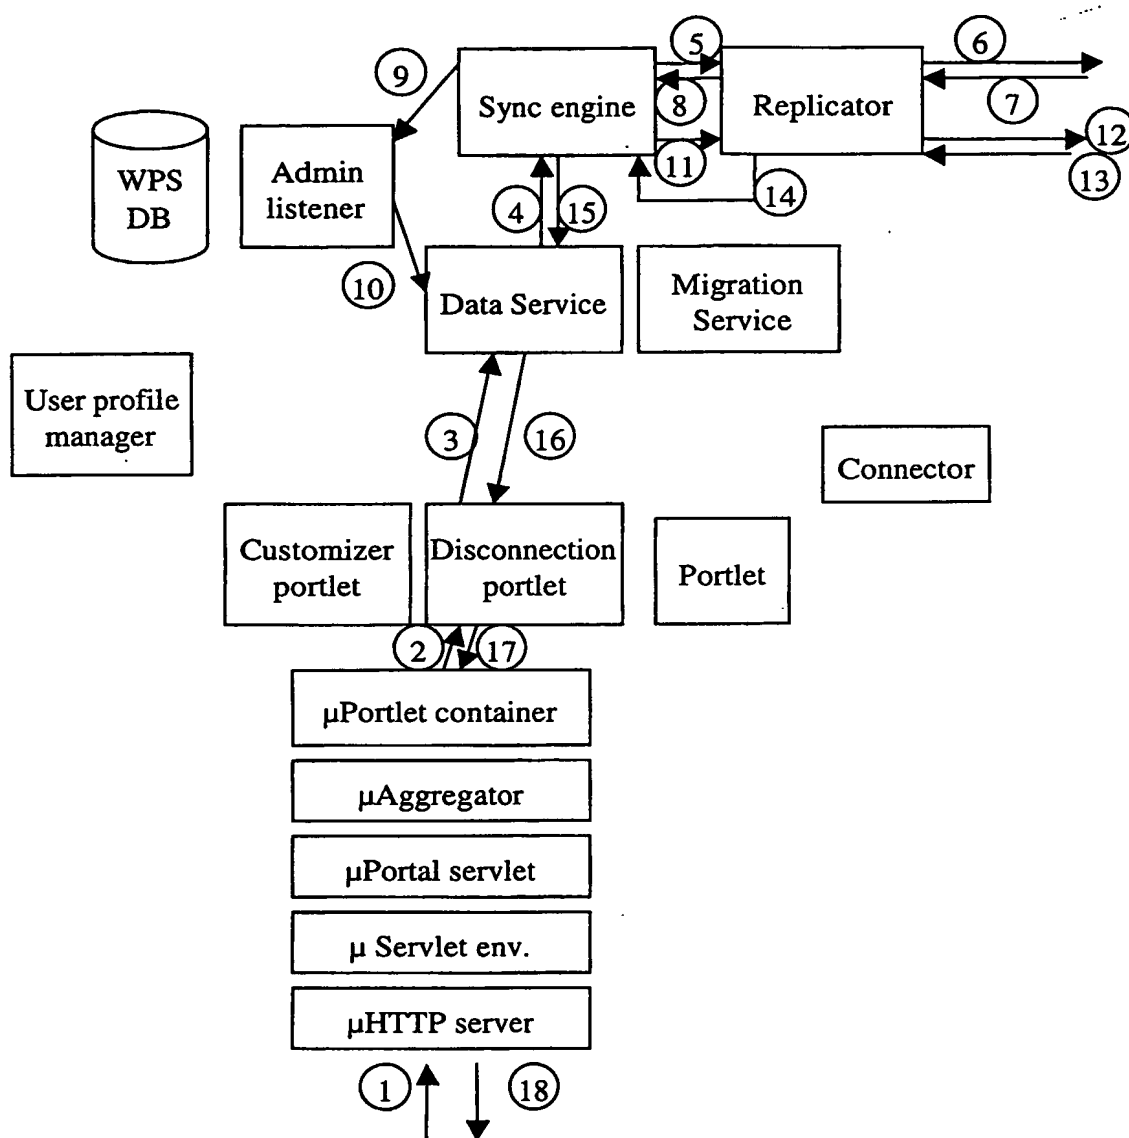 5
6
9
Sync engine
Replicator
8
7
12
WPS
DB
Admin
listener
11
13
14
4
15
10
Data Service
Migration
Service
User profile
manager
3
16
Connector
Customizer
portlet
Disconnection
portlet
Portlet
2
17
µPortlet container
µAggregator
µPortal servlet
µ Servlet env.
µHTTP server
1
18